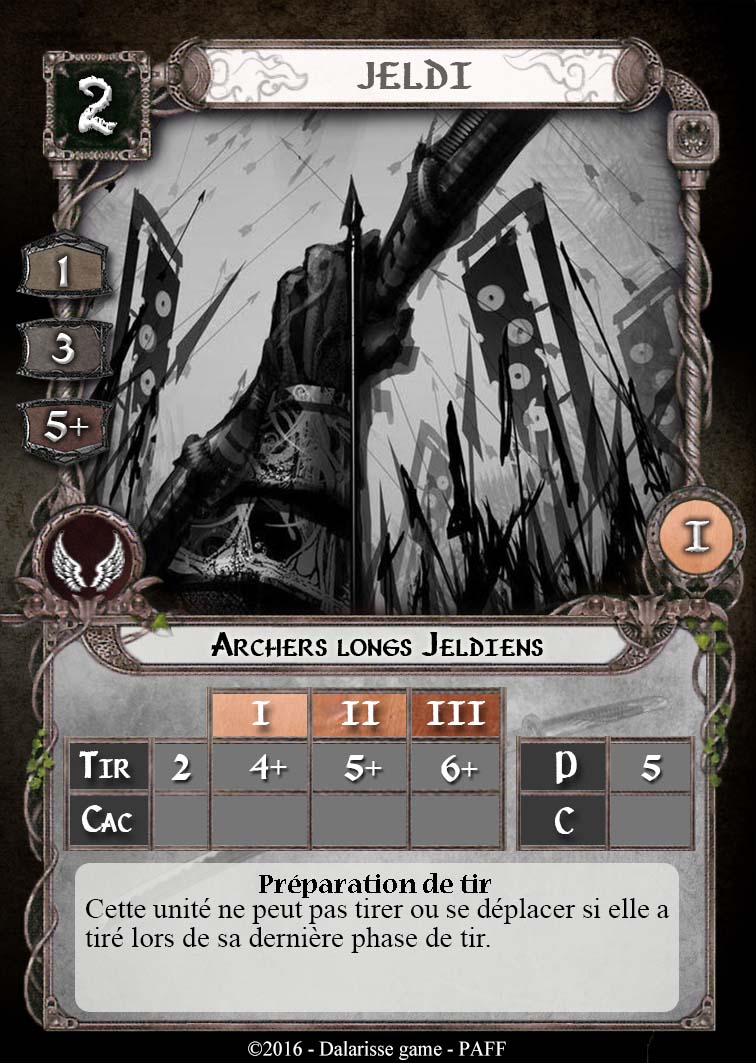 JELDI
2
1
3
5+
I
Archers longs Jeldiens
I II III
Tir 2 4+ 5+ 6+ P 5
Cac C
Préparation de tir
Cette unité ne peut pas tirer ou se déplacer si elle a
tiré lors de sa dernière phase de tir.
©2016 - Dalarisse game - PAFF